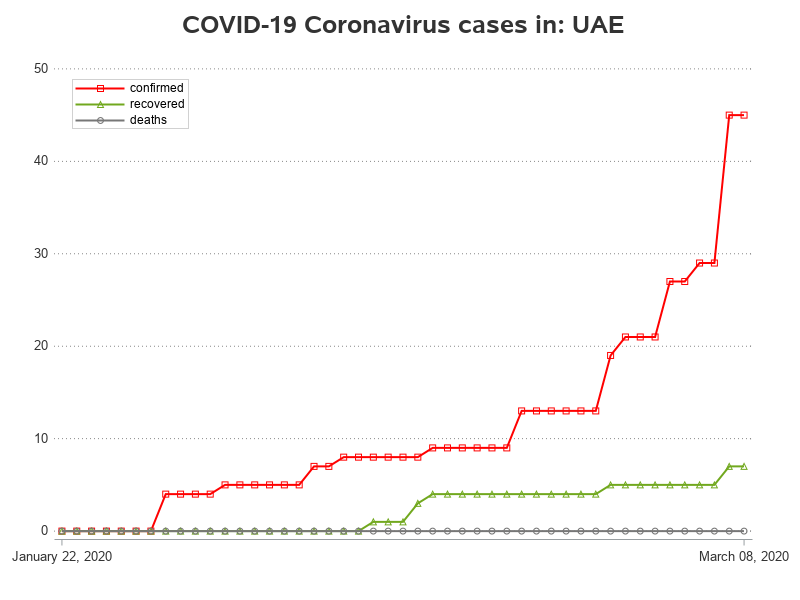 COVID-19 Coronavirus cases in: UAE
50
confirmed
recovered
deaths
40
30
20
10
0
January 22, 2020
March 08, 2020